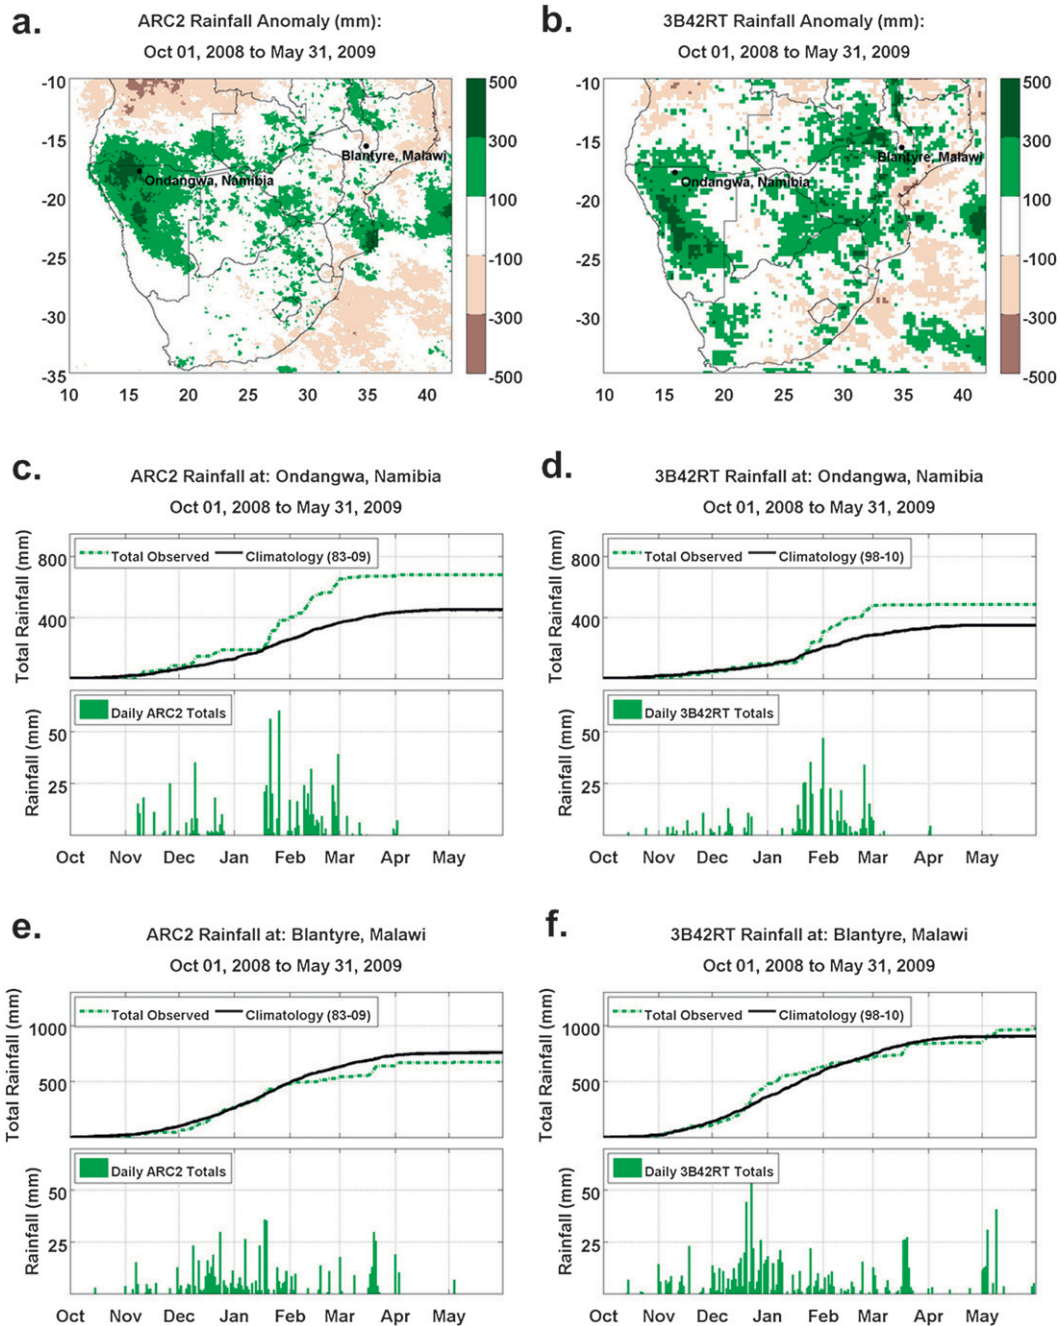 a.
ARC2 Rainfall Anomaly (mm):
Oct 01, 2008 to May 31, 2009
-10
-15
-20
-25
-30
-35
10 15 20 25 30 35 40
Blantyre, Malawi
Ondangwa, Namibia
500
300
100
-100
-300
-500
b.
3B42RT Rainfall Anomaly (mm):
Oct 01, 2008 to May 31, 2009
-10
-15
-20
-25
-30
-35
10 15 20 25 30 35 40
Blantyre, Malawi
Ondangwa, Namibia
500
300
100
-100
-300
-500
c.
ARC2 Rainfall at: Ondangwa, Namibia
Oct 01, 2008 to May 31, 2009
Total Rainfall (mm)
800
400
Total Observed
Climatology (83-09)
Rainfall (mm)
50
25
Daily ARC2 Totals
Oct Nov Dec Jan Feb Mar Apr May
d.
3B42RT Rainfall at: Ondangwa, Namibia
Oct 01, 2008 to May 31, 2009
Total Rainfall (mm)
800
400
Total Observed
Climatology (98-10)
Rainfall (mm)
50
25
Daily 3B42RT Totals
Oct Nov Dec Jan Feb Mar Apr May
e.
ARC2 Rainfall at: Blantyre, Malawi
Oct 01, 2008 to May 31, 2009
Total Rainfall (mm)
1000
500
Total Observed
Climatology (83-09)
Rainfall (mm)
50
25
Daily ARC2 Totals
Oct Nov Dec Jan Feb Mar Apr May
f.
3B42RT Rainfall at: Blantyre, Malawi
Oct 01, 2008 to May 31, 2009
Total Rainfall (mm)
1000
500
Total Observed
Climatology (98-10)
Rainfall (mm)
50
25
Daily 3B42RT Totals
Oct Nov Dec Jan Feb Mar Apr May